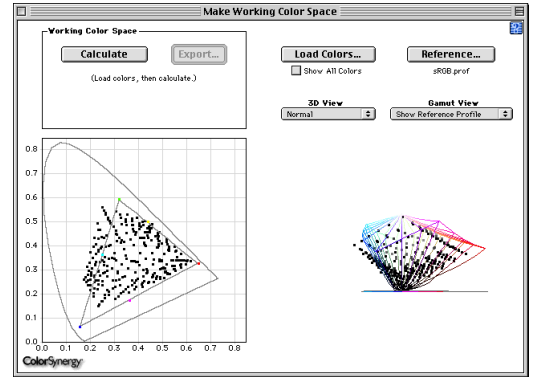 Make Working Color Space
Working Color Space
Calculate
Export...
(Load colors, then calculate.)
Load Colors...
Show All Colors
Reference...
sRGB.prof
3D View
Normal
Gamut View
Show Reference Profile
0.8
0.7
0.6
0.5
0.4
0.3
0.2
0.1
0.0
0.0 0.1 0.2 0.3 0.4 0.5 0.6 0.7 0.8
ColorSynergy